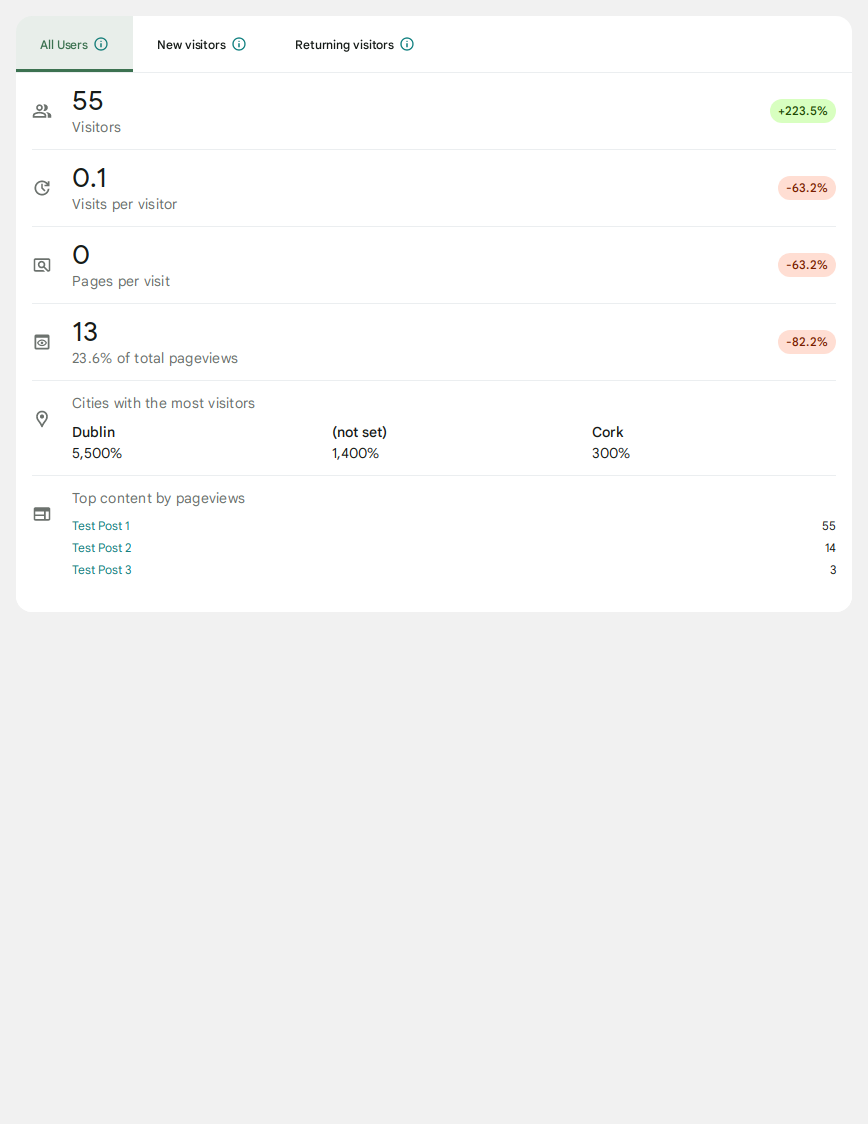 All Users
New visitors
Returning visitors
55
Visitors
+223.5%
0.1
Visits per visitor
-63.2%
0
Pages per visit
-63.2%
13
23.6% of total pageviews
-82.2%
Cities with the most visitors
Dublin (not set) Cork
5,500% 1,400% 300%
Top content by pageviews
Test Post 1 55
Test Post 2 14
Test Post 3 3